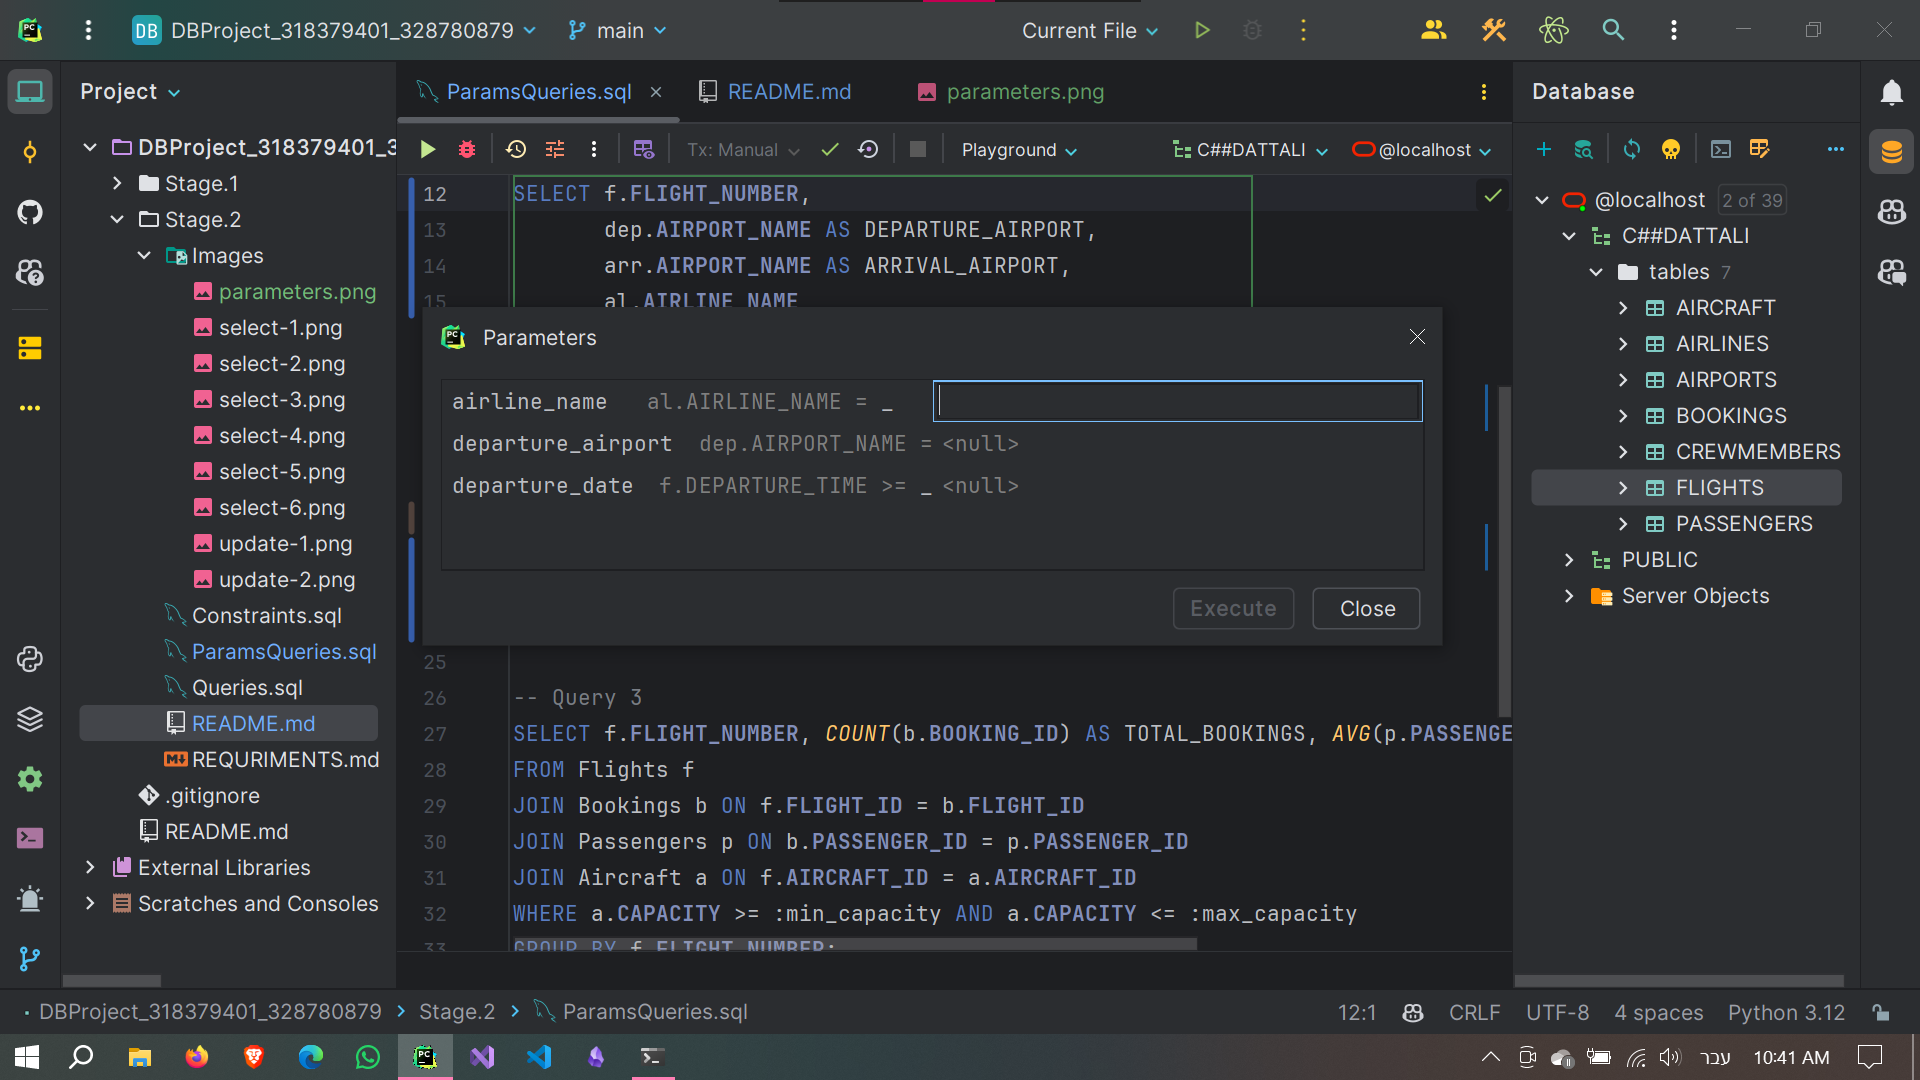 DB DBProject_318379401_328780879 main Current File
Project
DBProject_318379401_3
Stage.1
Stage.2
Images
parameters.png
select-1.png
select-2.png
select-3.png
select-4.png
select-5.png
select-6.png
update-1.png
update-2.png
Constraints.sql
ParamsQueries.sql
Queries.sql
README.md
REQURIMENTS.md
.gitignore
README.md
External Libraries
Scratches and Consoles
ParamsQueries.sql README.md parameters.png
Tx: Manual Playground C##DATTALI @localhost
12 SELECT f.FLIGHT_NUMBER,
13 dep.AIRPORT_NAME AS DEPARTURE_AIRPORT,
14 arr.AIRPORT_NAME AS ARRIVAL_AIRPORT,
15 al.AIRLINE_NAME
Parameters
airline_name al.AIRLINE_NAME = _
departure_airport dep.AIRPORT_NAME = <null>
departure_date f.DEPARTURE_TIME >= _ <null>
Execute Close
25
26 -- Query 3
27 SELECT f.FLIGHT_NUMBER, COUNT(b.BOOKING_ID) AS TOTAL_BOOKINGS, AVG(p.PASSENGE
28 FROM Flights f
29 JOIN Bookings b ON f.FLIGHT_ID = b.FLIGHT_ID
30 JOIN Passengers p ON b.PASSENGER_ID = p.PASSENGER_ID
31 JOIN Aircraft a ON f.AIRCRAFT_ID = a.AIRCRAFT_ID
32 WHERE a.CAPACITY >= :min_capacity AND a.CAPACITY <= :max_capacity
33 GROUP BY f.FLIGHT_NUMBER;
Database
@localhost 2 of 39
C##DATTALI
tables 7
AIRCRAFT
AIRLINES
AIRPORTS
BOOKINGS
CREWMEMBERS
FLIGHTS
PASSENGERS
PUBLIC
Server Objects
DBProject_318379401_328780879 Stage.2 ParamsQueries.sql 12:1 CRLF UTF-8 4 spaces Python 3.12
עבר 10:41 AM